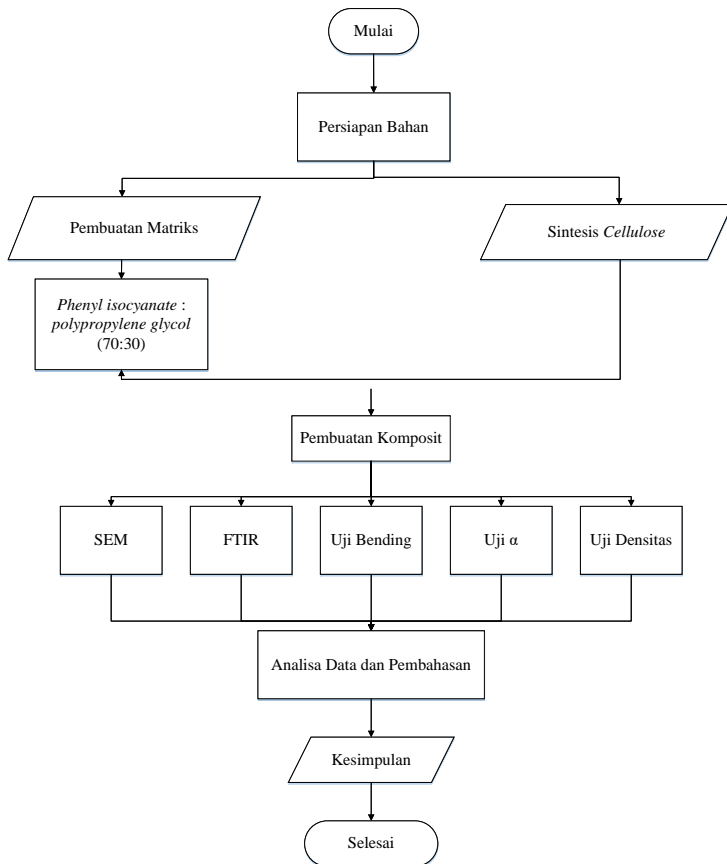 Mulai
Persiapan Bahan
Pembuatan Matriks
Sintesis Cellulose
Phenyl isocyanate :
polypropylene glycol
(70:30)
Pembuatan Komposit
SEM
FTIR
Uji Bending
Uji α
Uji Densitas
Analisa Data dan Pembahasan
Kesimpulan
Selesai